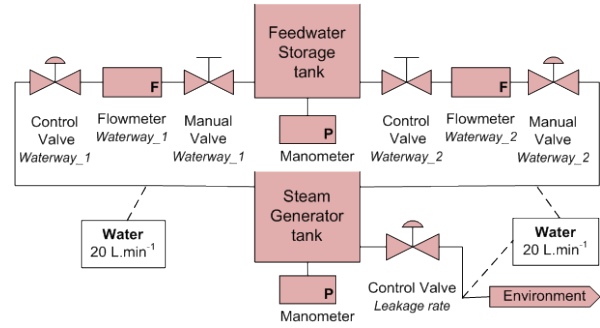 Feedwater
Storage
tank
F
F
Control
Valve
Waterway_1
Flowmeter
Waterway_1
Manual
Valve
Waterway_1
P
Manometer
Control
Valve
Waterway_2
Flowmeter
Waterway_2
Manual
Valve
Waterway_2
Steam
Generator
tank
Water
20 L.min⁻¹
Water
20 L.min⁻¹
P
Manometer
Control Valve
Leakage rate
Environment